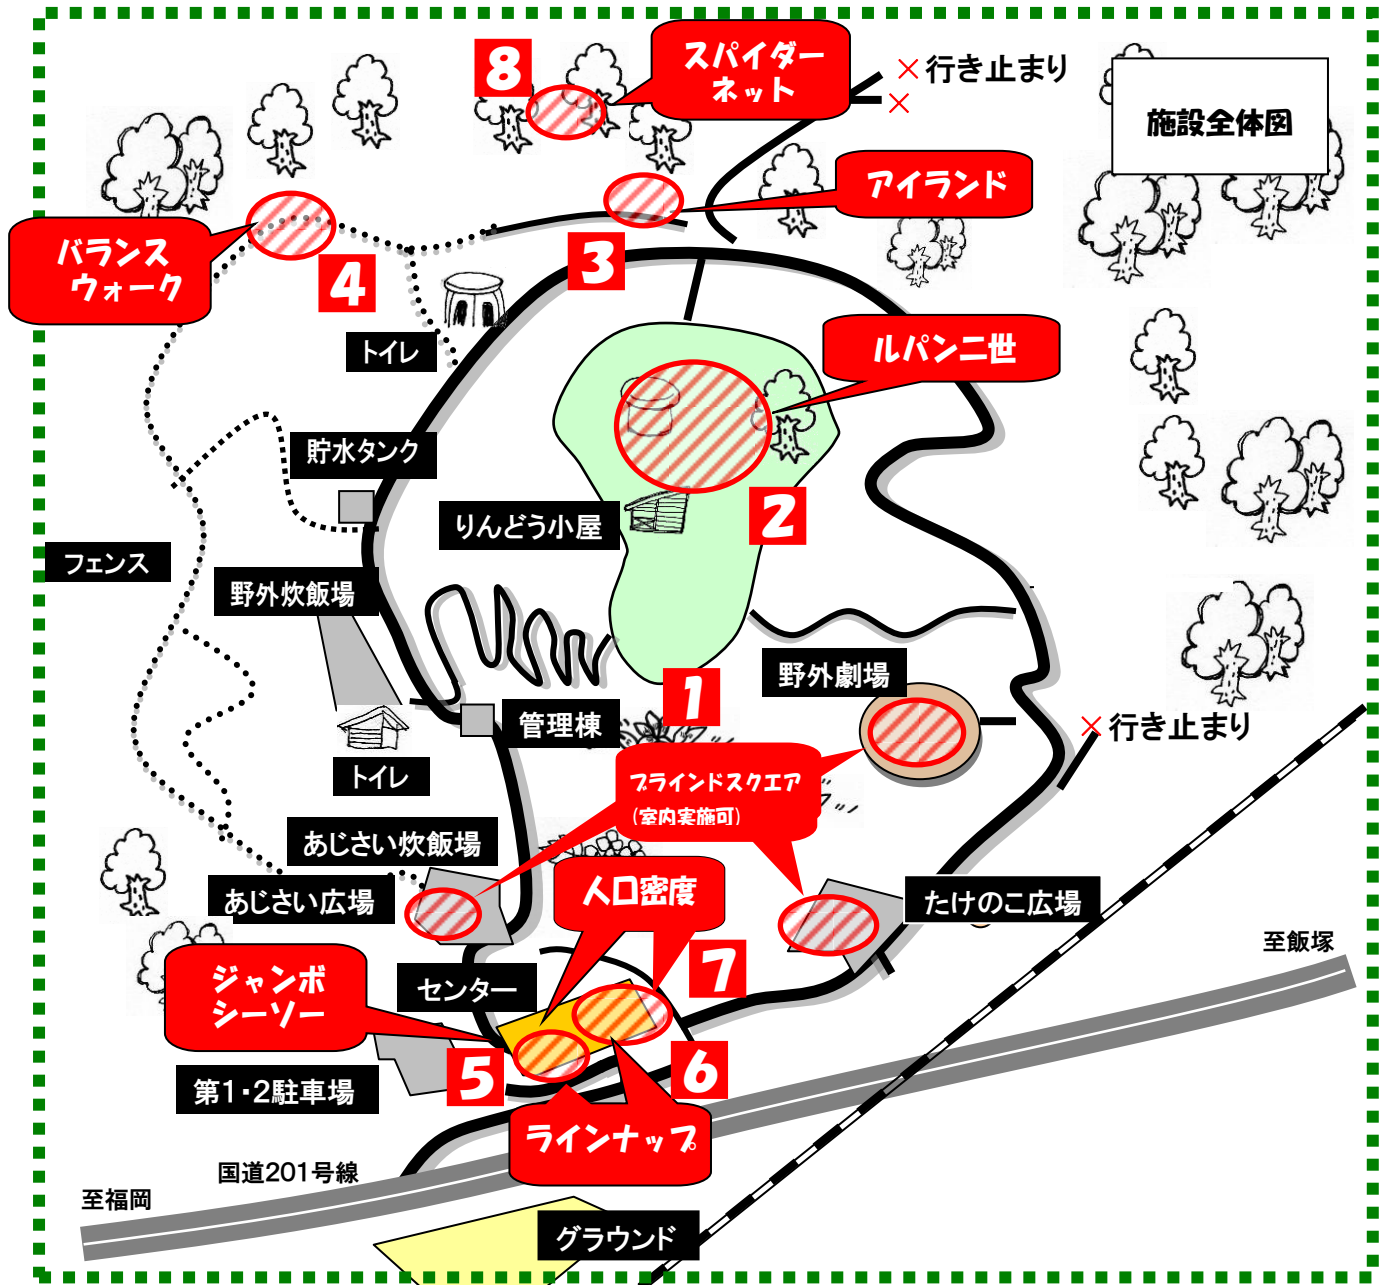 8
スパイダー
ネット
× 行き止まり
×
施設全体図
アイランド
バランス
ウォーク
4
3
トイレ
ルパン二世
貯水タンク
りんどう小屋
2
フェンス
野外炊飯場
1
野外劇場
管理棟
× 行き止まり
トイレ
ブラインドスクエア
(室内実施可)
あじさい炊飯場
あじさい広場
人口密度
たけのこ広場
至飯塚
7
ジャンボ
シーソー
センター
5
6
第1・2駐車場
ラインナップ
国道201号線
至福岡
グラウンド